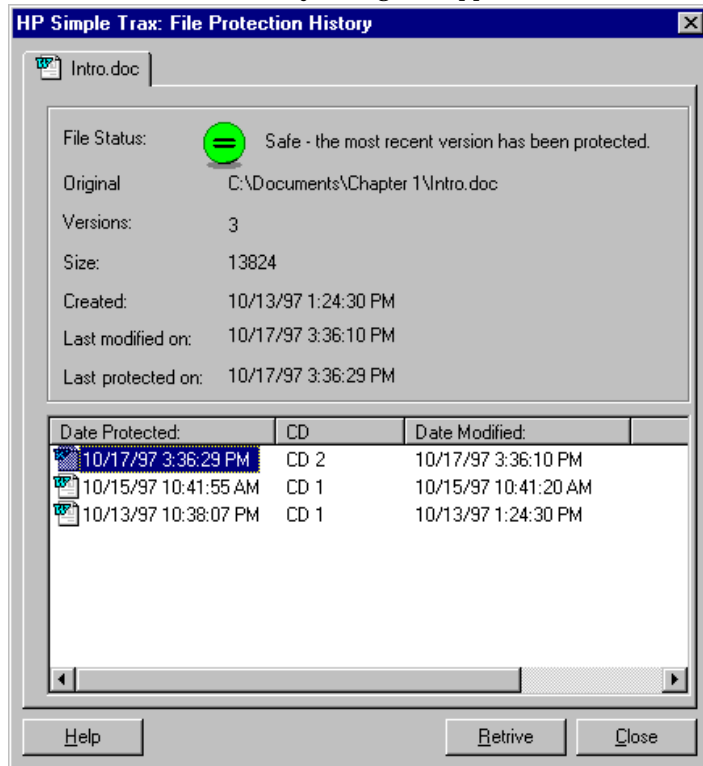 HP Simple Trax: File Protection History
Intro.doc
File Status: Safe - the most recent version has been protected.
Original C:\Documents\Chapter 1\Intro.doc
Versions: 3
Size: 13824
Created: 10/13/97 1:24:30 PM
Last modified on: 10/17/97 3:36:10 PM
Last protected on: 10/17/97 3:36:29 PM
Date Protected: CD Date Modified:
10/17/97 3:36:29 PM CD 2 10/17/97 3:36:10 PM
10/15/97 10:41:55 AM CD 1 10/15/97 10:41:20 AM
10/13/97 10:38:07 PM CD 1 10/13/97 1:24:30 PM
Help Retrive Close